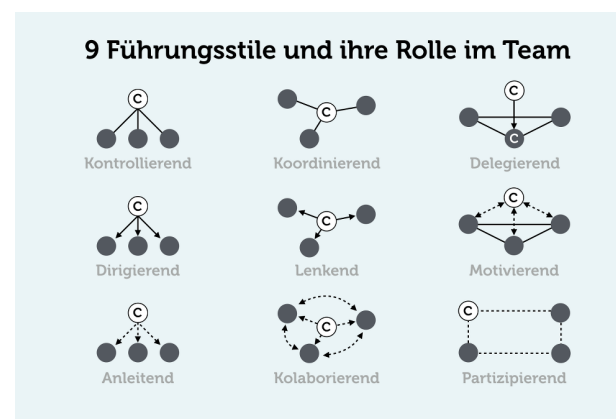 9 Führungsstile und ihre Rolle im Team
C
C
C
C
Kontrollierend
Koordinierend
Delegierend
C
C
C
Dirigierend
Lenkend
Motivierend
C
C
C
Anleitend
Kolaborierend
Partizipierend